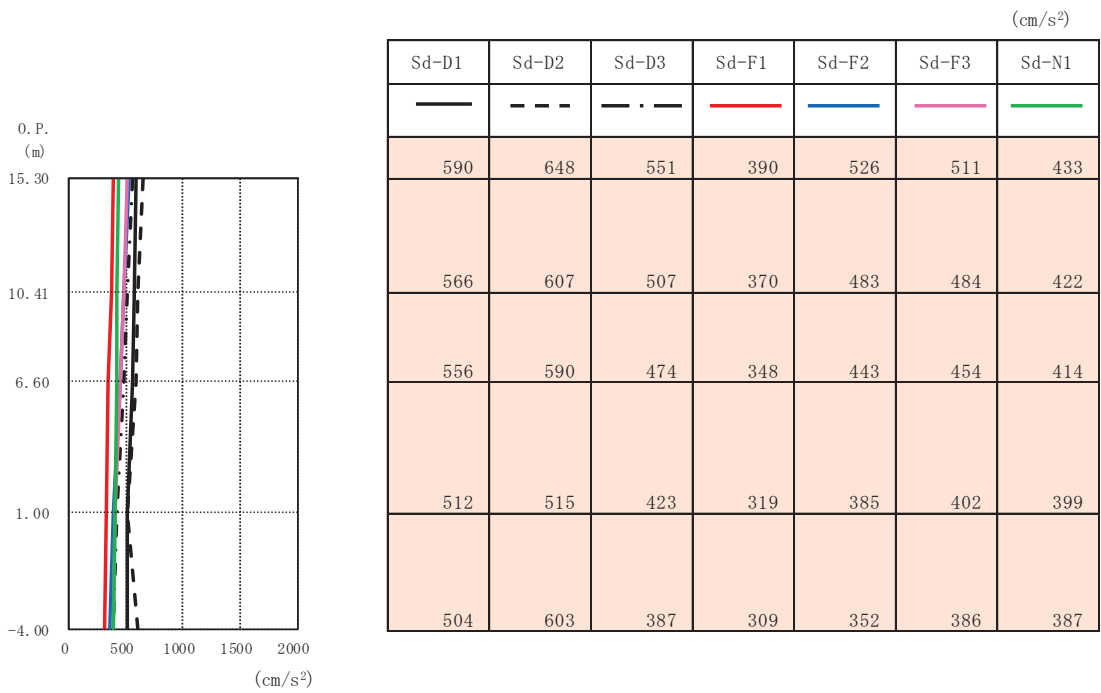 (cm/s²)
Sd-D1 Sd-D2 Sd-D3 Sd-F1 Sd-F2 Sd-F3 Sd-N1
O.P.
(m)
590 648 551 390 526 511 433
15.30
566 607 507 370 483 484 422
10.41
556 590 474 348 443 454 414
6.60
512 515 423 319 385 402 399
1.00
504 603 387 309 352 386 387
-4.00
0 500 1000 1500 2000
(cm/s²)